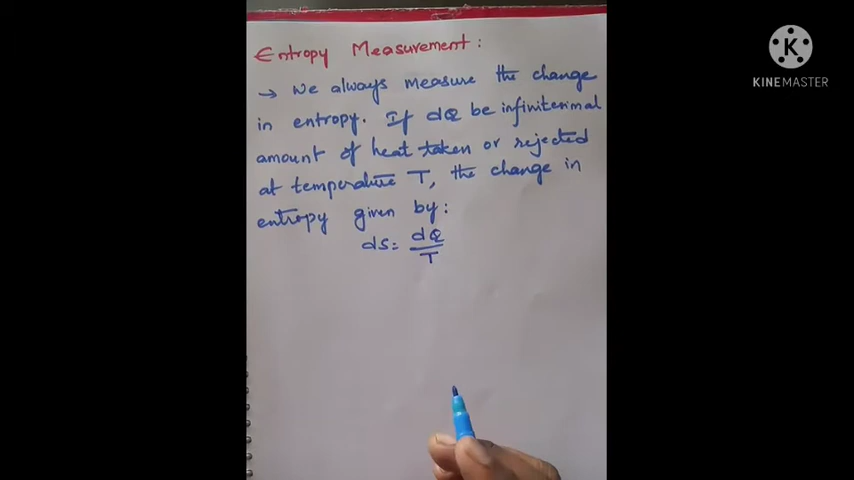 Entropy Measurement:
→ We always measure the change
in entropy. If dQ be infinitesimal
amount of heat taken or rejected
at temperature T, the change in
entropy given by:
dS = dQ/T
KINEMASTER